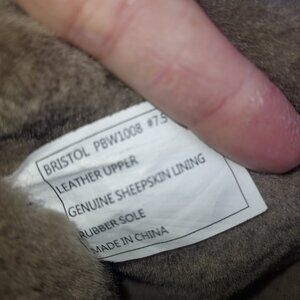 BRISTOL PBW1008 #7.5
LEATHER UPPER
GENUINE SHEEPSKIN LINING
RUBBER SOLE
MADE IN CHINA